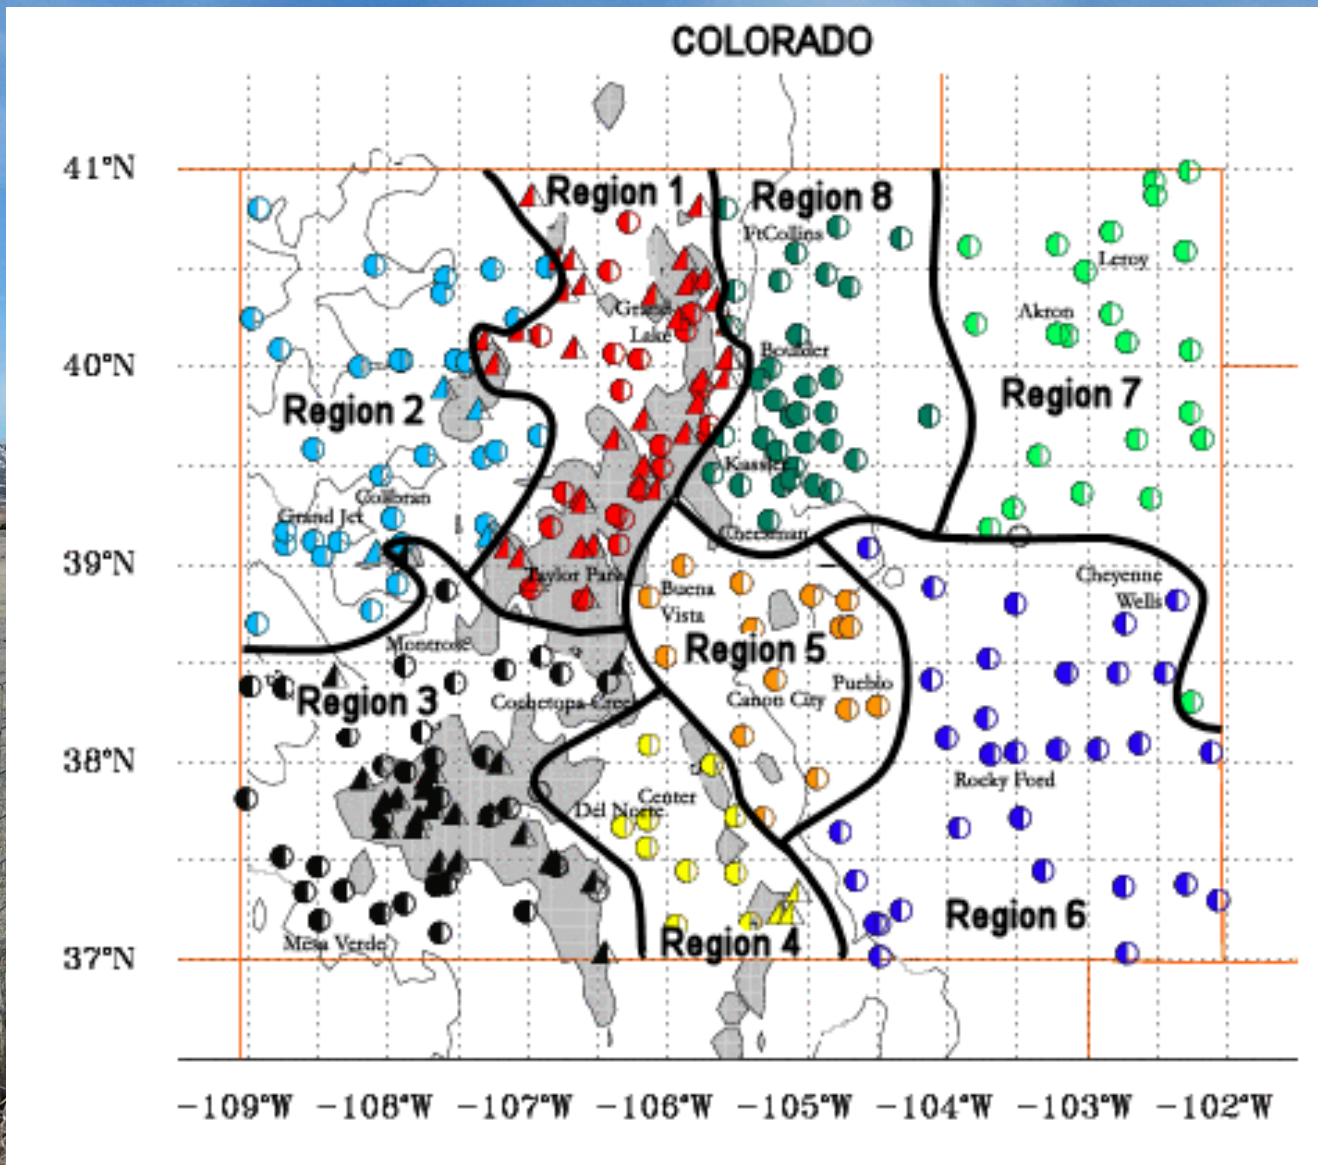 COLORADO
41°N
Region 1
Region 8
FtCollins
Leroy
Grand
Lake
Akron
Boulder
40°N
Region 2
Region 7
Kassler
Collbran
Grand Jct
Cheesman
39°N
Taylor Park
Buena
Vista
Cheyenne
Wells
Montrose
Region 5
Region 3
Cochetopa Creek
Canon City
Pueblo
38°N
Rocky Ford
Del Norte
Center
Mesa Verde
Region 4
Region 6
37°N
-109°W -108°W -107°W -106°W -105°W -104°W -103°W -102°W